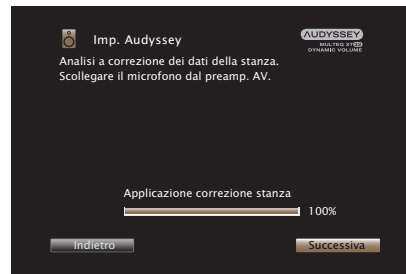 Imp. Audyssey
AUDYSSEY
MULTEQ XT32
DYNAMIC VOLUME
Analisi a correzione dei dati della stanza.
Scollegare il microfono dal preamp. AV.
Applicazione correzione stanza
100%
Indietro
Successiva